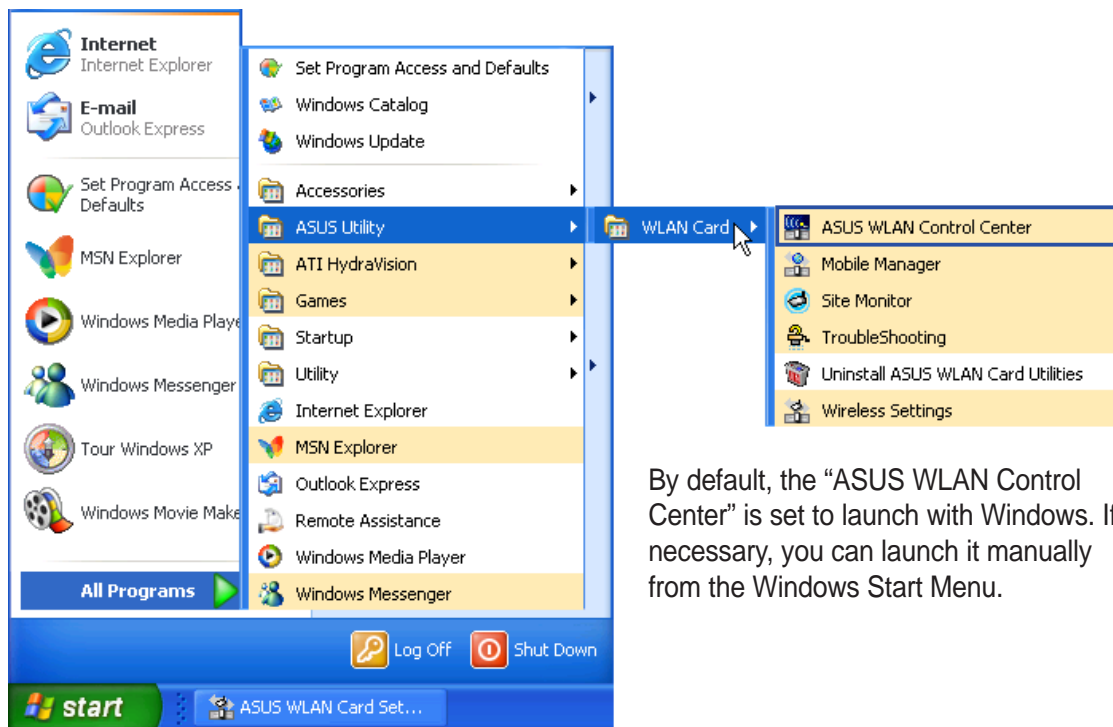 Internet
Internet Explorer
E-mail
Outlook Express
Set Program Access
Defaults
MSN Explorer
Windows Media Playe
Windows Messenger
Tour Windows XP
Windows Movie Make
All Programs
Set Program Access and Defaults
Windows Catalog
Windows Update
Accessories
ASUS Utility
ATI HydraVision
Games
Startup
Utility
Internet Explorer
MSN Explorer
Outlook Express
Remote Assistance
Windows Media Player
Windows Messenger
WLAN Card
ASUS WLAN Control Center
Mobile Manager
Site Monitor
TroubleShooting
Uninstall ASUS WLAN Card Utilities
Wireless Settings
By default, the “ASUS WLAN Control
Center” is set to launch with Windows. If
necessary, you can launch it manually
from the Windows Start Menu.
Log Off
Shut Down
start
ASUS WLAN Card Set...